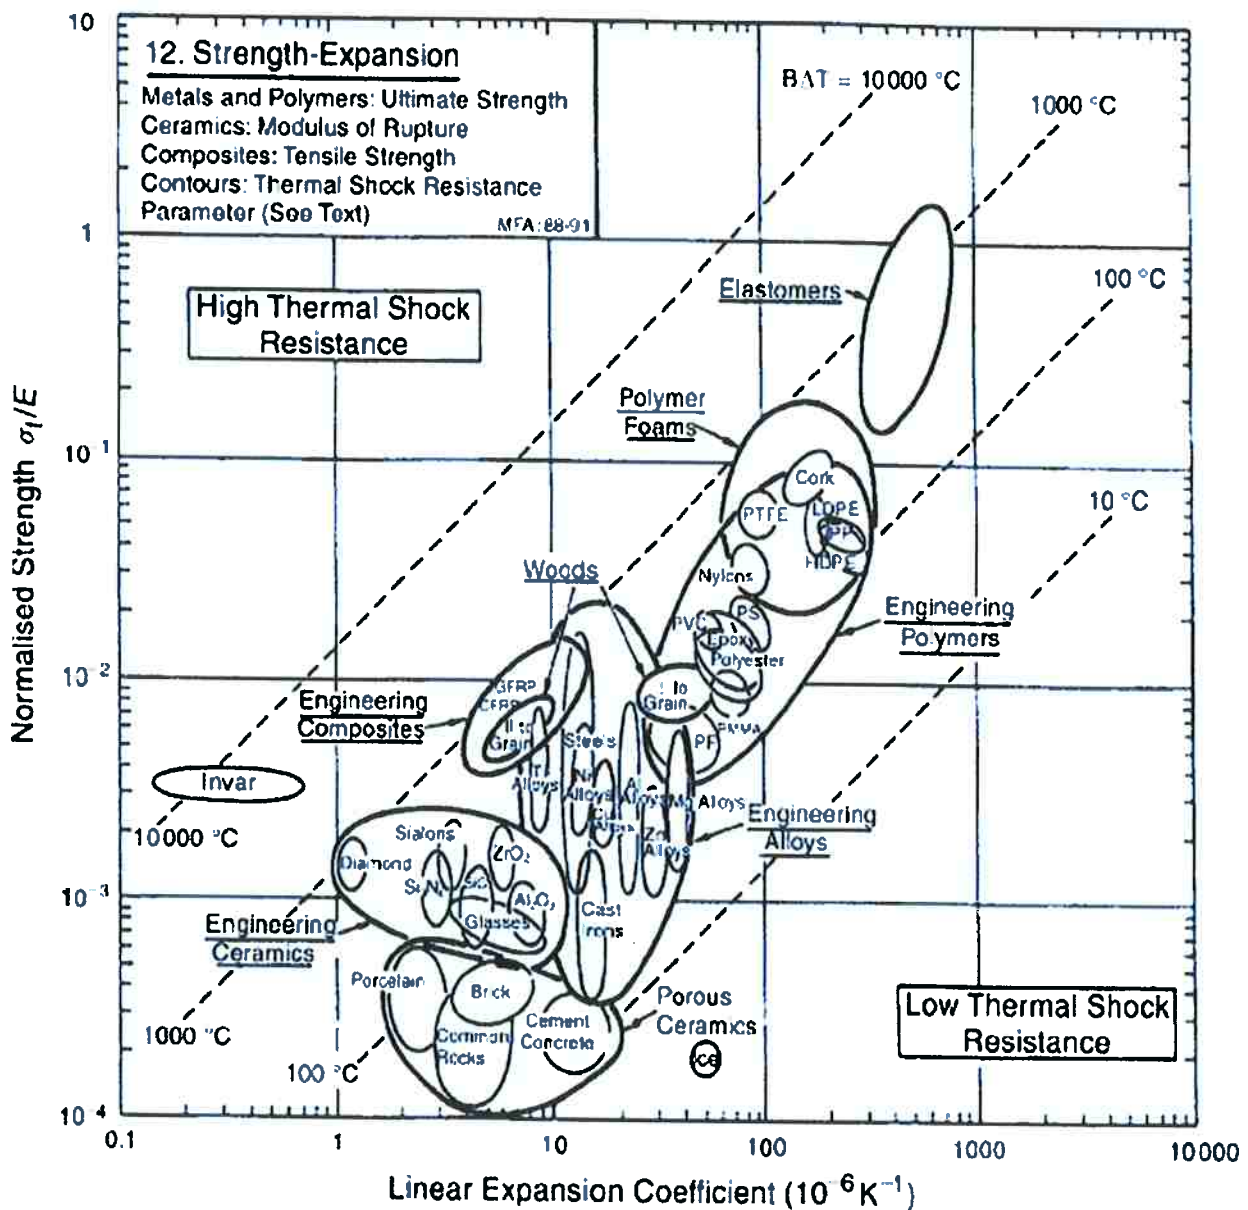 12. Strength-Expansion
Metals and Polymers: Ultimate Strength
Ceramics: Modulus of Rupture
Composites: Tensile Strength
Contours: Thermal Shock Resistance
Parameter (See Text)
MFA: 88-91
BΔT = 10000 °C
1000 °C
100 °C
10 °C
High Thermal Shock
Resistance
Elastomers
Polymer
Foams
Cork
PTFE
LDPE
PP
HDPE
Nylons
Woods
PVC
PS
Epoxy
Polyester
PMMA
PF
Grain
Engineering
Polymers
GFRP
CFRP
Grain
Engineering
Composites
Invar
Steels
Ti
Alloys
Ni
Alloys
Cu
Al
Alloys
Zn
Alloys
Mg
Alloys
Engineering
Alloys
Cast
Irons
10000 °C
Sialons
ZrO₂
Diamond
SiC
Al₂O₃
Glasses
Engineering
Ceramics
Porcelain
Brick
Common
Rocks
Cement
Concrete
Porous
Ceramics
Ice
1000 °C
100 °C
Low Thermal Shock
Resistance
Normalised Strength σₜ/E
10
1
10⁻¹
10⁻²
10⁻³
10⁻⁴
0.1
1
10
100
1000
10000
Linear Expansion Coefficient (10⁻⁶ K⁻¹)